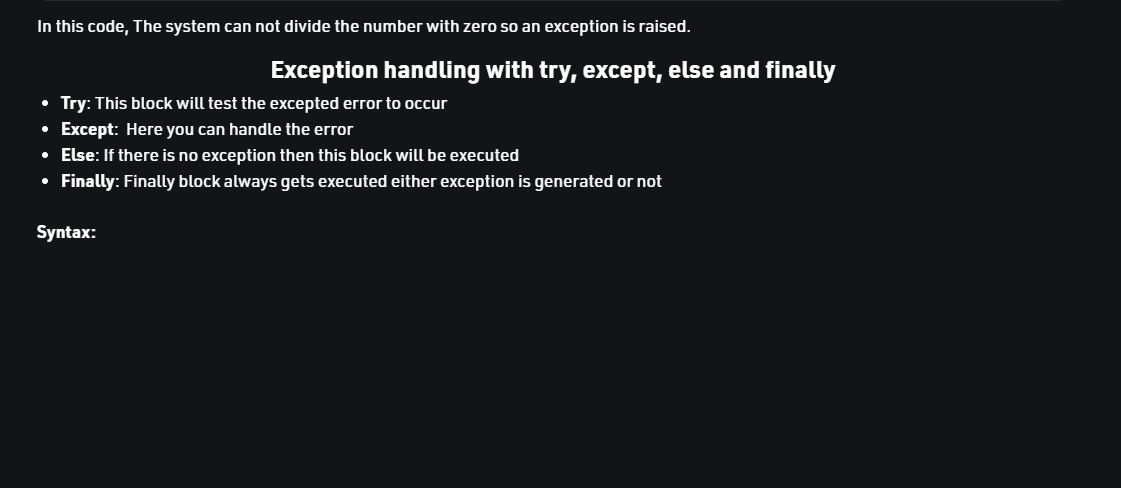 In this code, The system can not divide the number with zero so an exception is raised.
Exception handling with try, except, else and finally
• Try: This block will test the excepted error to occur
• Except:  Here you can handle the error
• Else: If there is no exception then this block will be executed
• Finally: Finally block always gets executed either exception is generated or not
Syntax: